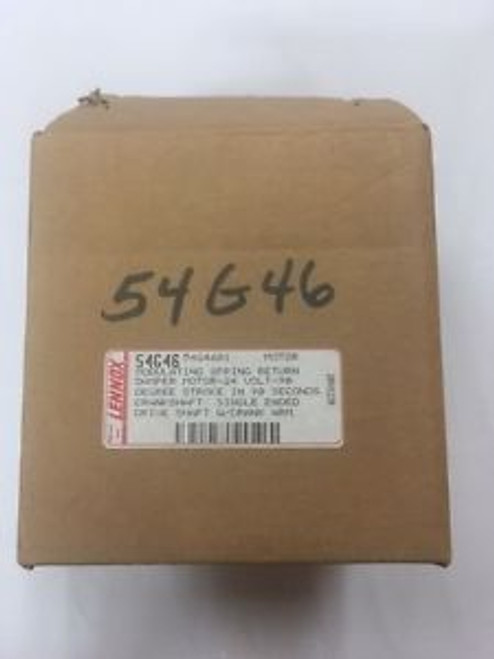 54G46
LENNOX
54G46 54G4601 MOTOR
MODULATING SPRING RETURN
DAMPER MOTOR-24 VOLT-90
DEGREE STROKE IN 90 SECONDS
CRANKSHAFT: SINGLE ENDED
DRIVE SHAFT W/CRANK ARM